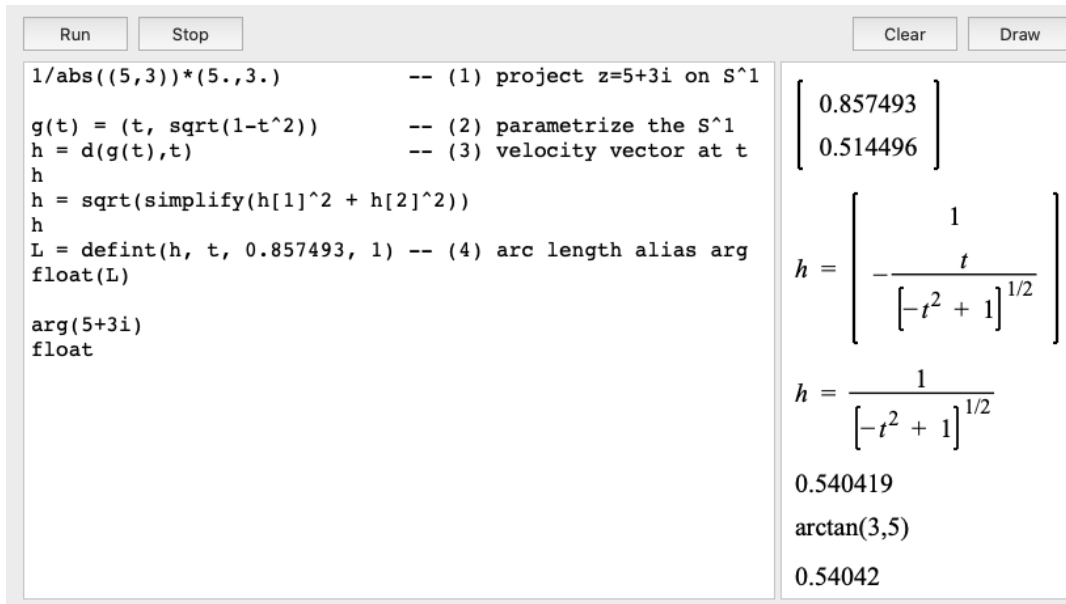 Run Stop Clear Draw
1/abs((5,3))*(5.,3.) -- (1) project z=5+3i on S^1
g(t) = (t, sqrt(1-t^2)) -- (2) parametrize the S^1
h = d(g(t),t) -- (3) velocity vector at t
h
h = sqrt(simplify(h[1]^2 + h[2]^2))
h
L = defint(h, t, 0.857493, 1) -- (4) arc length alias arg
float(L)
arg(5+3i)
float
0.857493
0.514496
1
h = - t
[-t² + 1]^1/2
h = 1
[-t² + 1]^1/2
0.540419
arctan(3,5)
0.54042